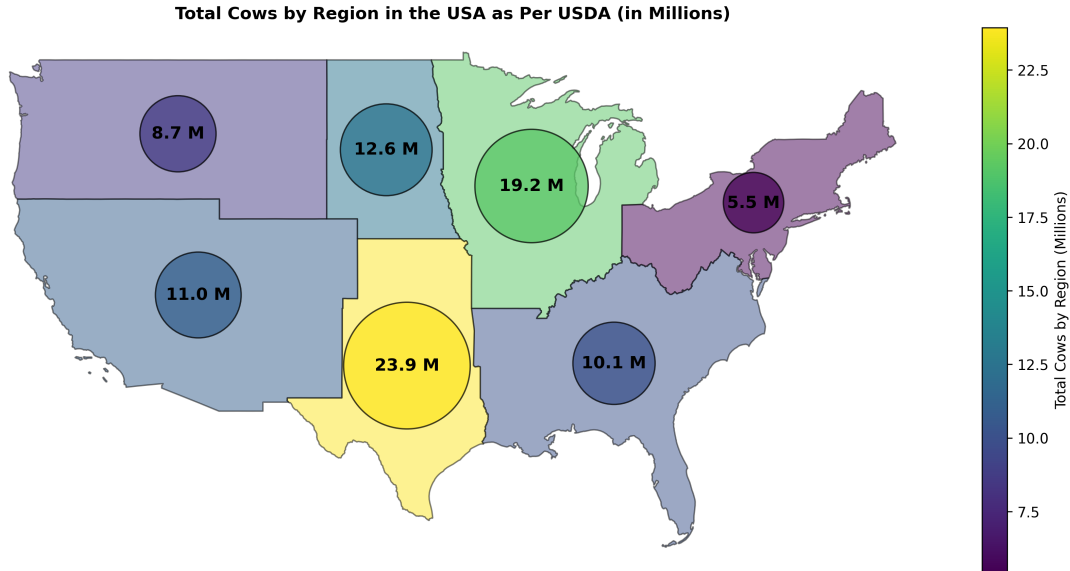 Total Cows by Region in the USA as Per USDA (in Millions)
8.7 M
12.6 M
19.2 M
5.5 M
11.0 M
23.9 M
10.1 M
22.5
20.0
17.5
15.0
12.5
10.0
7.5
Total Cows by Region (Millions)